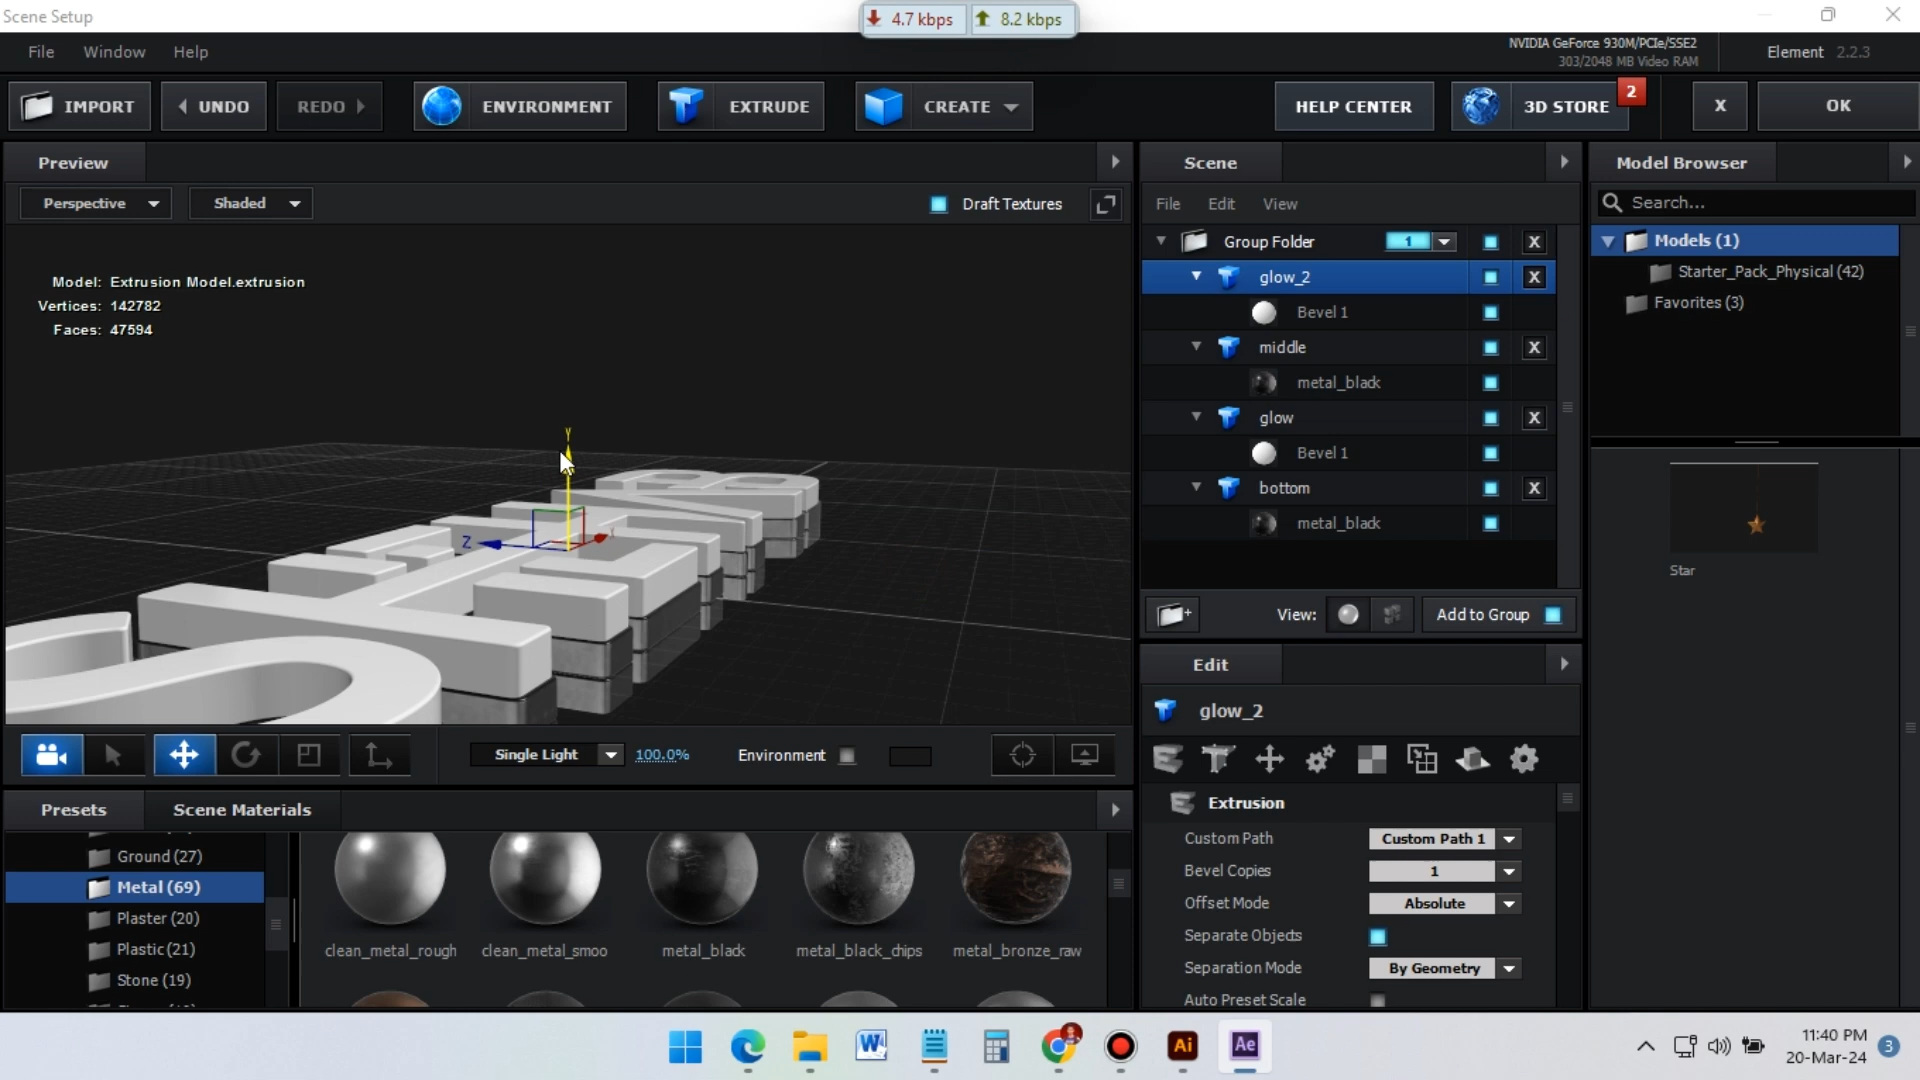 Scene Setup
4.7 kbps
8.2 kbps
File Window Help
NVIDIA GeForce 930M/PCIe/SSE2
303/2048 MB Video RAM
Element 2.2.3
IMPORT
UNDO
REDO
ENVIRONMENT
EXTRUDE
CREATE
HELP CENTER
3D STORE
2
X
OK
Preview
Perspective
Shaded
Draft Textures
Model: Extrusion Model.extrusion
Vertices: 142782
Faces: 47594
Y
Z
Single Light
100.0%
Environment
Scene
File Edit View
Group Folder
1
X
glow_2
X
Bevel 1
middle
X
metal_black
glow
X
Bevel 1
bottom
X
metal_black
View:
Add to Group
Edit
glow_2
Extrusion
Custom Path
Custom Path 1
Bevel Copies
1
Offset Mode
Absolute
Separate Objects
Separation Mode
By Geometry
Auto Preset Scale
Model Browser
Search...
Models (1)
Starter_Pack_Physical (42)
Favorites (3)
Star
Presets
Scene Materials
Ground (27)
Metal (69)
Plaster (20)
Plastic (21)
Stone (19)
clean_metal_rough
clean_metal_smoo
metal_black
metal_black_chips
metal_bronze_raw
W
Ai
Ae
11:40 PM
20-Mar-24
3